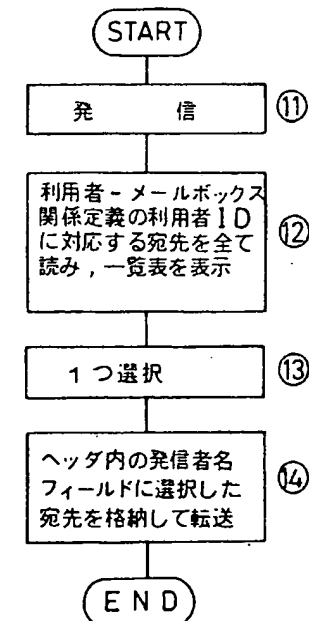 START
発 信 ⑪
利用者-メールボックス
関係定義の利用者ID
に対応する宛先を全て
読み,一覧表を表示
⑫
1つ選択 ⑬
ヘッダ内の発信者名
フィールドに選択した
宛先を格納して転送
⑭
END